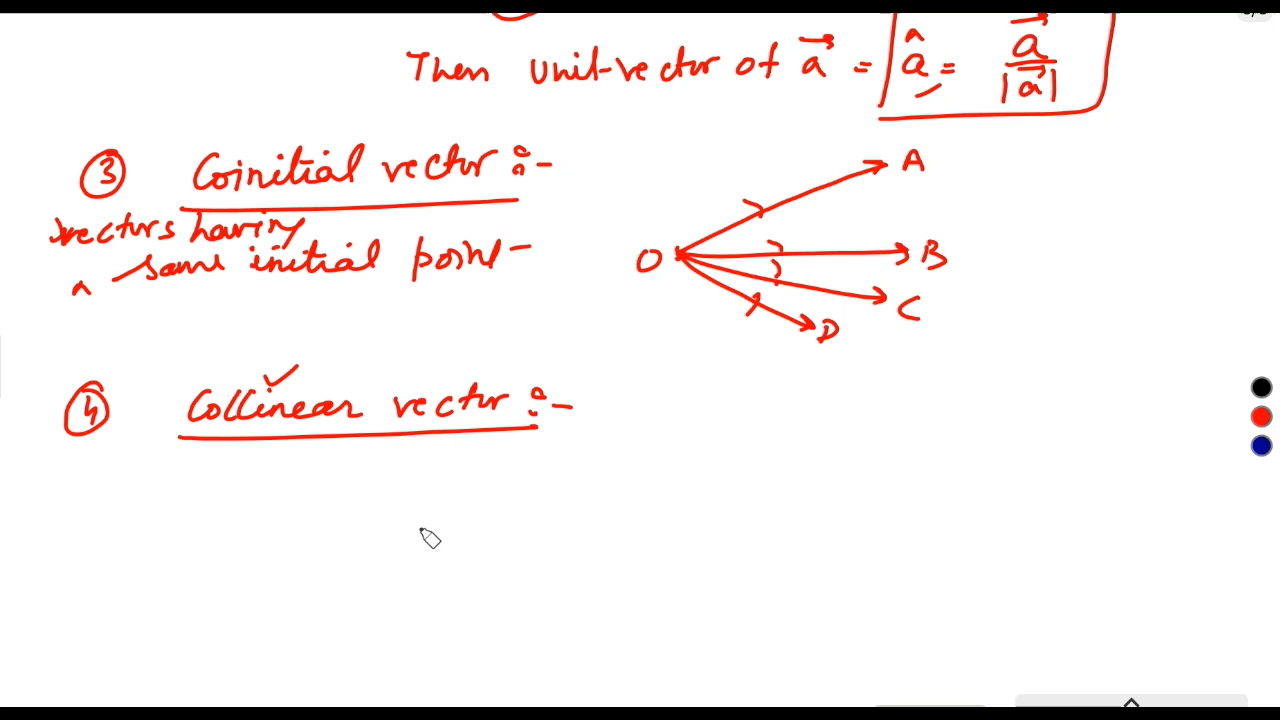 Then unit-vector of a⃗ = â = a⃗ / |a⃗|
③ Coinitial vector :-
vectors having
same initial point -
A
B
O
C
D
④ Collinear vector :-